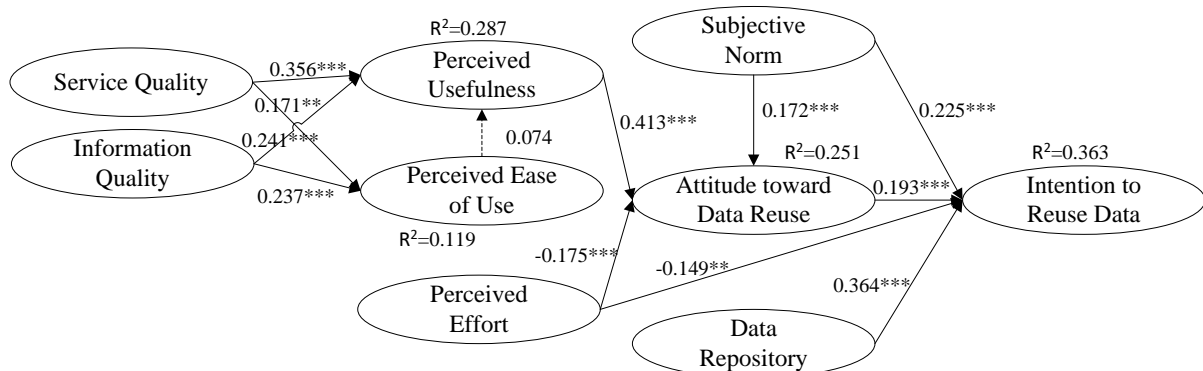 R²=0.287
Subjective
Norm
Service Quality
0.356***
Perceived
Usefulness
0.171**
0.172***
0.225***
0.413***
0.241***
Information
Quality
0.074
R²=0.251
R²=0.363
0.237***
Perceived Ease
of Use
Attitude toward
Data Reuse
0.193***
Intention to
Reuse Data
R²=0.119
-0.175***
-0.149**
0.364***
Perceived
Effort
Data
Repository